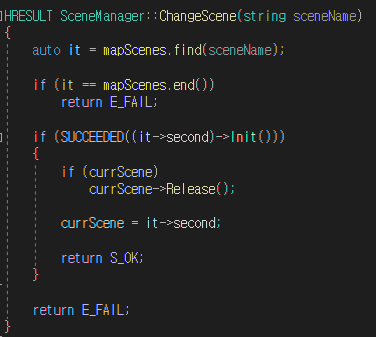 HRESULT SceneManager::ChangeScene(string sceneName)
{
    auto it = mapScenes.find(sceneName);

    if (it == mapScenes.end())
        return E_FAIL;

    if (SUCCEEDED((it->second)->Init()))
    {
        if (currScene)
            currScene->Release();

        currScene = it->second;

        return S_OK;
    }

    return E_FAIL;
}